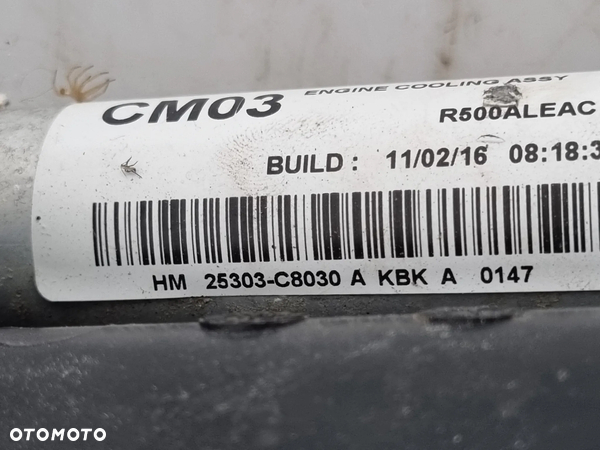 CM03 ENGINE COOLING ASSY
R500ALEAC
BUILD : 11/02/16 08:18:3
HM 25303-C8030 A KBK A 0147
OTOMOTO